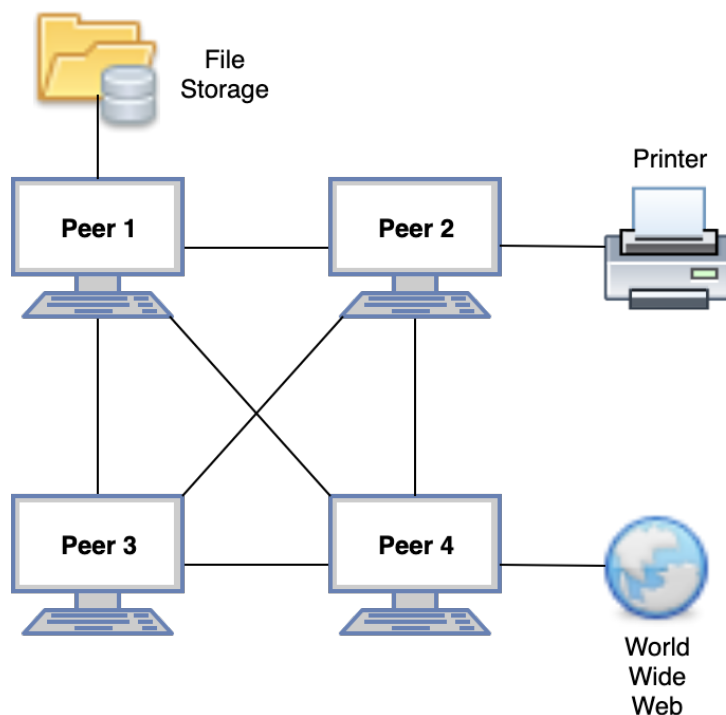 File
Storage
Printer
Peer 1
Peer 2
Peer 3
Peer 4
World
Wide
Web